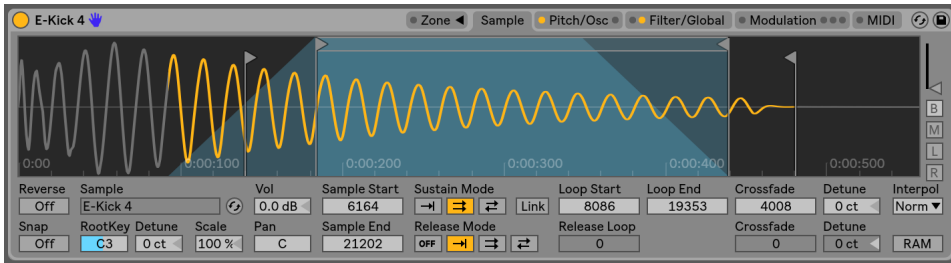 E-Kick 4 Zone Sample Pitch/Osc Filter/Global Modulation MIDI
0:00 0:00:100 0:00:200 0:00:300 0:00:400 0:00:500
B
M
L
R
Reverse Sample Vol Sample Start Sustain Mode Loop Start Loop End Crossfade Detune Interpol
Off E-Kick 4 0.0 dB 6164 Link 8086 19353 4008 0 ct Norm
Snap RootKey Detune Scale Pan Sample End Release Mode Release Loop Crossfade Detune
Off C3 0 ct 100 % C 21202 OFF 0 0 0 ct RAM